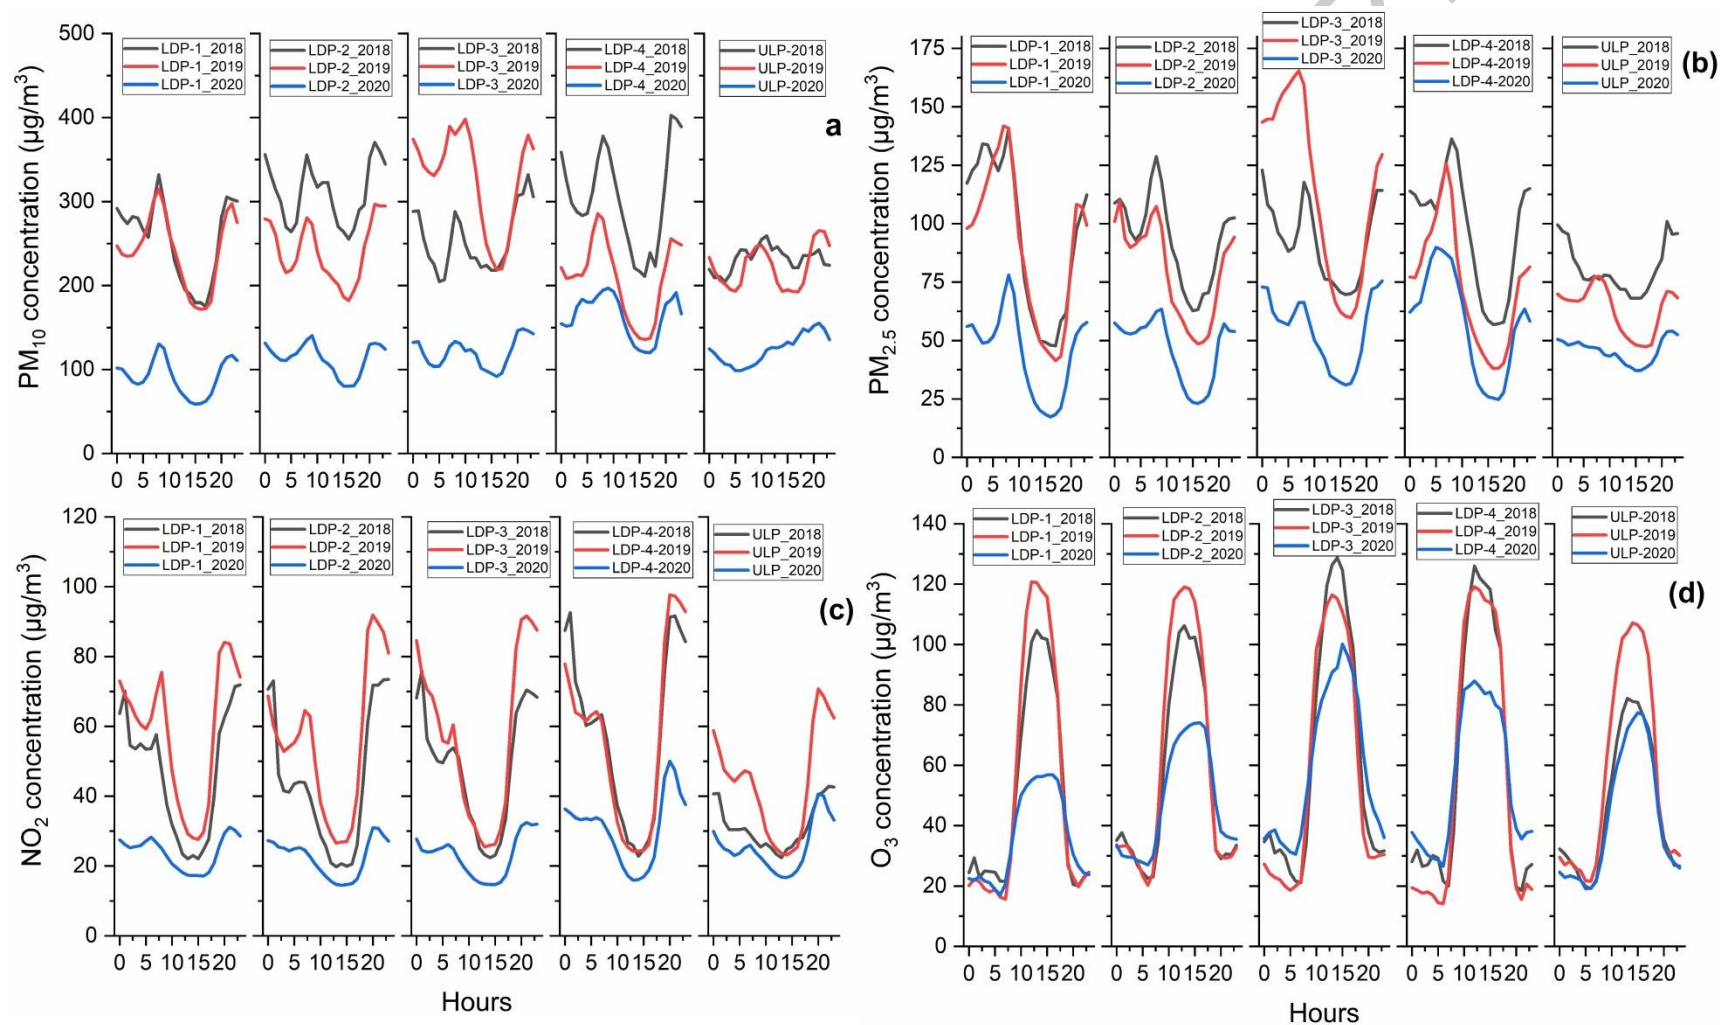 500
400
300
200
100
0
PM10 concentration (µg/m3)
LDP-1_2018
LDP-1_2019
LDP-1_2020
LDP-2_2018
LDP-2_2019
LDP-2_2020
LDP-3_2018
LDP-3_2019
LDP-3_2020
LDP-4_2018
LDP-4_2019
LDP-4_2020
ULP-2018
ULP-2019
ULP-2020
a
0 5 10 15 20 0 5 10 15 20 0 5 10 15 20 0 5 10 15 20 0 5 10 15 20
175
150
125
100
75
50
25
0
PM2.5 concentration (µg/m3)
LDP-1_2018
LDP-1_2019
LDP-1_2020
LDP-2_2018
LDP-2_2019
LDP-2_2020
LDP-3_2018
LDP-3_2019
LDP-3_2020
LDP-4-2018
LDP-4-2019
LDP-4-2020
ULP_2018
ULP_2019
ULP_2020
(b)
0 5 10 15 20 0 5 10 15 20 0 5 10 15 20 0 5 10 15 20 0 5 10 15 20
120
100
80
60
40
20
0
NO2 concentration (µg/m3)
LDP-1_2018
LDP-1_2019
LDP-1_2020
LDP-2_2018
LDP-2_2019
LDP-2_2020
LDP-3_2018
LDP-3_2019
LDP-3_2020
LDP-4-2018
LDP-4-2019
LDP-4-2020
ULP_2018
ULP_2019
ULP_2020
(c)
0 5 10 15 20 0 5 10 15 20 0 5 10 15 20 0 5 10 15 20 0 5 10 15 20
Hours
140
120
100
80
60
40
20
0
O3 concentration (µg/m3)
LDP-1_2018
LDP-1_2019
LDP-1_2020
LDP-2_2018
LDP-2_2019
LDP-2_2020
LDP-3_2018
LDP-3_2019
LDP-3_2020
LDP-4_2018
LDP-4_2019
LDP-4_2020
ULP-2018
ULP-2019
ULP-2020
(d)
0 5 10 15 20 0 5 10 15 20 0 5 10 15 20 0 5 10 15 20 0 5 10 15 20
Hours